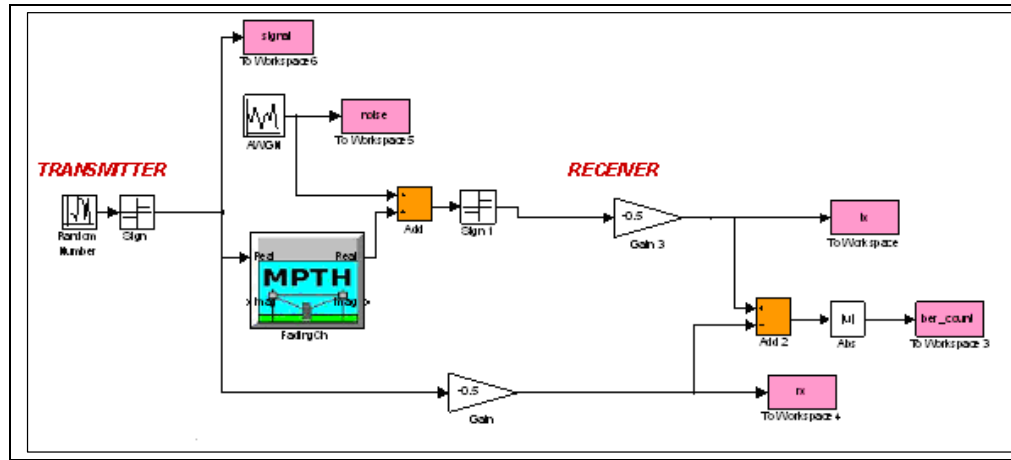 signal
To Workspace6
noise
AWGN
To Workspace5
TRANSMITTER
RECEIVER
Random
Number
Sign
Add
Sign 1
-0.5
Gain 3
To Workspace
Real
Real
MPTH
Imag
Imag
FadingCh
Add 2
|u|
Abs
ber_count
To Workspace 3
-0.5
Gain
rx
To Workspace 4